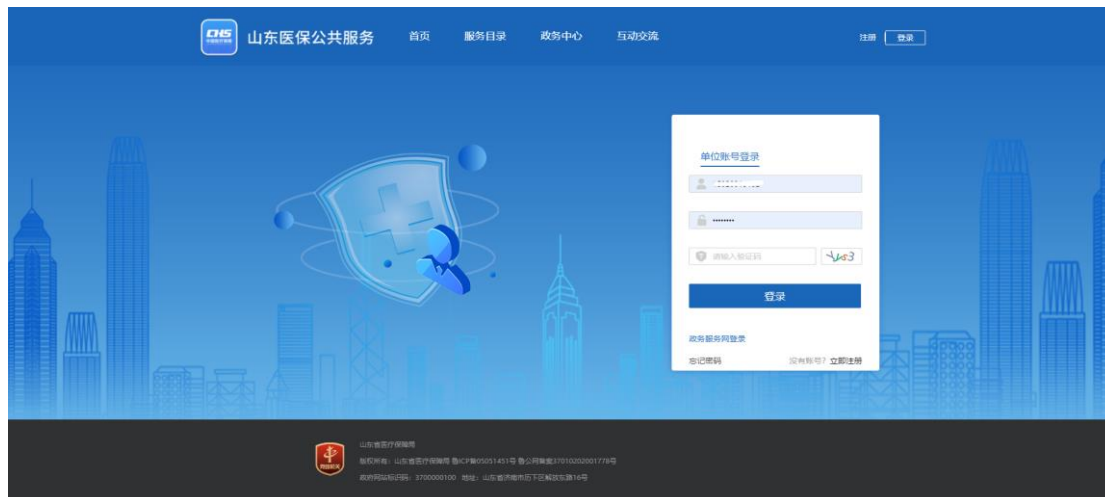 CHS
山东医保公共服务
首页 服务目录 政务中心 互动交流
注册 登录
单位账号登录
请输入验证码
登录
政务服务网登录
忘记密码 没有账号? 立即注册
山东省医疗保障局
版权所有:山东省医疗保障局 鲁ICP备05051451号 鲁公网备案37010202001778号
政府网站标识码:3700000100 地址:山东省济南市历下区解放东路16号